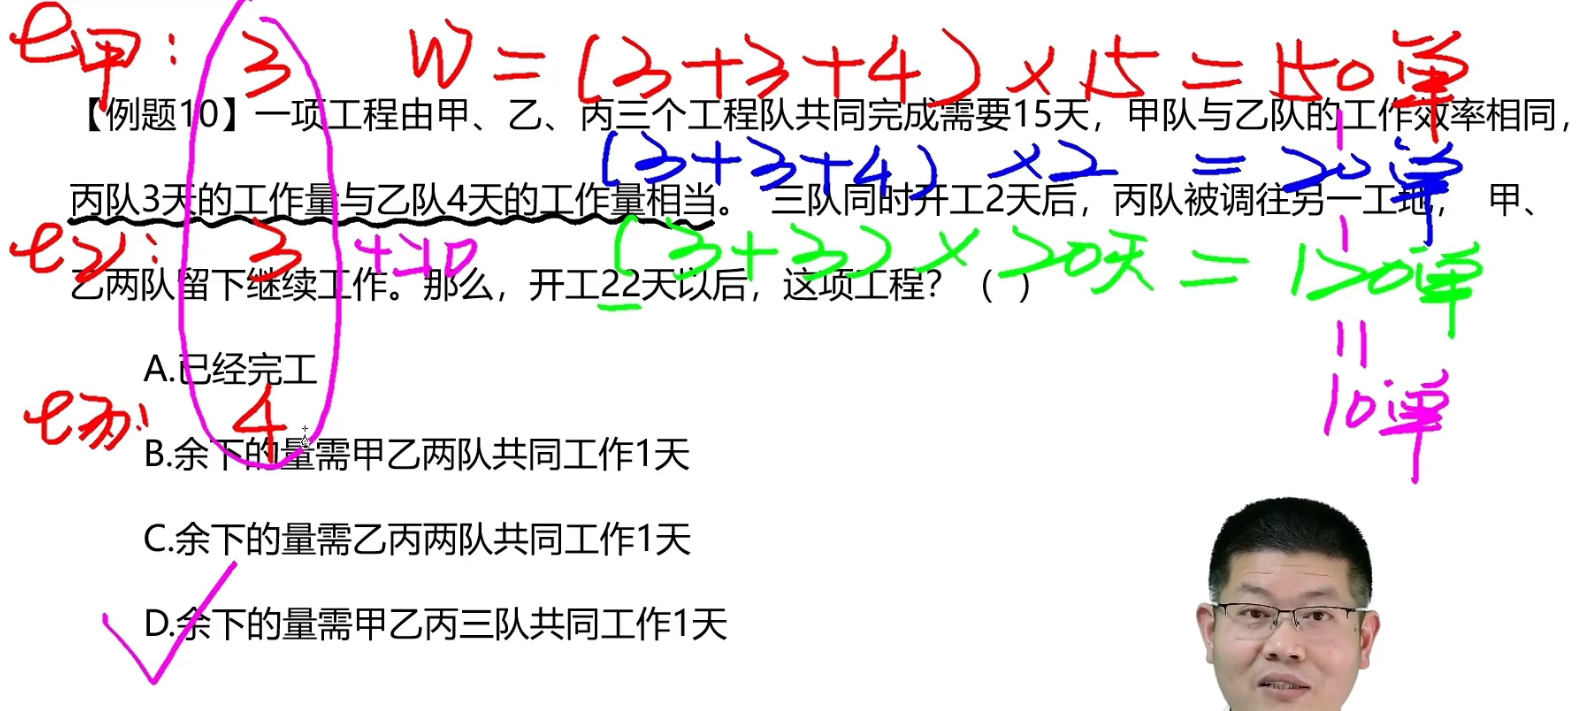 七甲：3 W=(3+3+4)×15=150单
【例题10】一项工程由甲、乙、丙三个工程队共同完成需要15天，甲队与乙队的工作效率相同，
(3+3+4)×2=20单
丙队3天的工作量与乙队4天的工作量相当。 三队同时开工2天后，丙队被调往另一工地， 甲、
七乙：3 (3+3)×20天=120单
乙两队留下继续工作。那么，开工22天以后，这项工程？（ ）
A.已经完工
七丙：4 10单
B.余下的量需甲乙两队共同工作1天
C.余下的量需乙丙两队共同工作1天
D.余下的量需甲乙丙三队共同工作1天